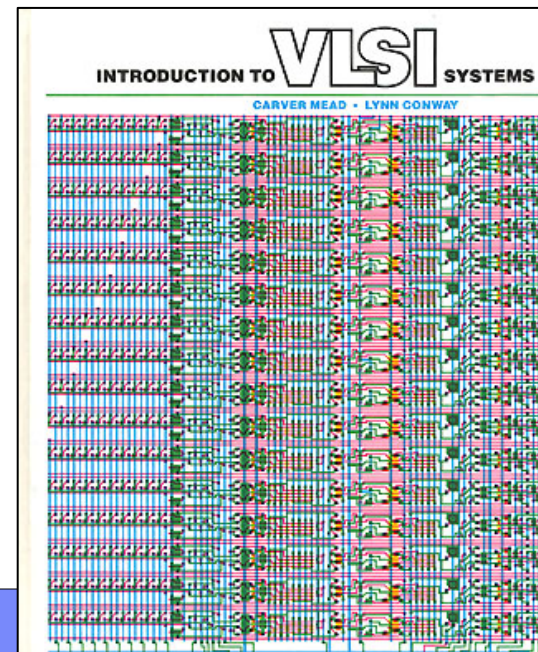 INTRODUCTION TO VLSI SYSTEMS
CARVER MEAD • LYNN CONWAY